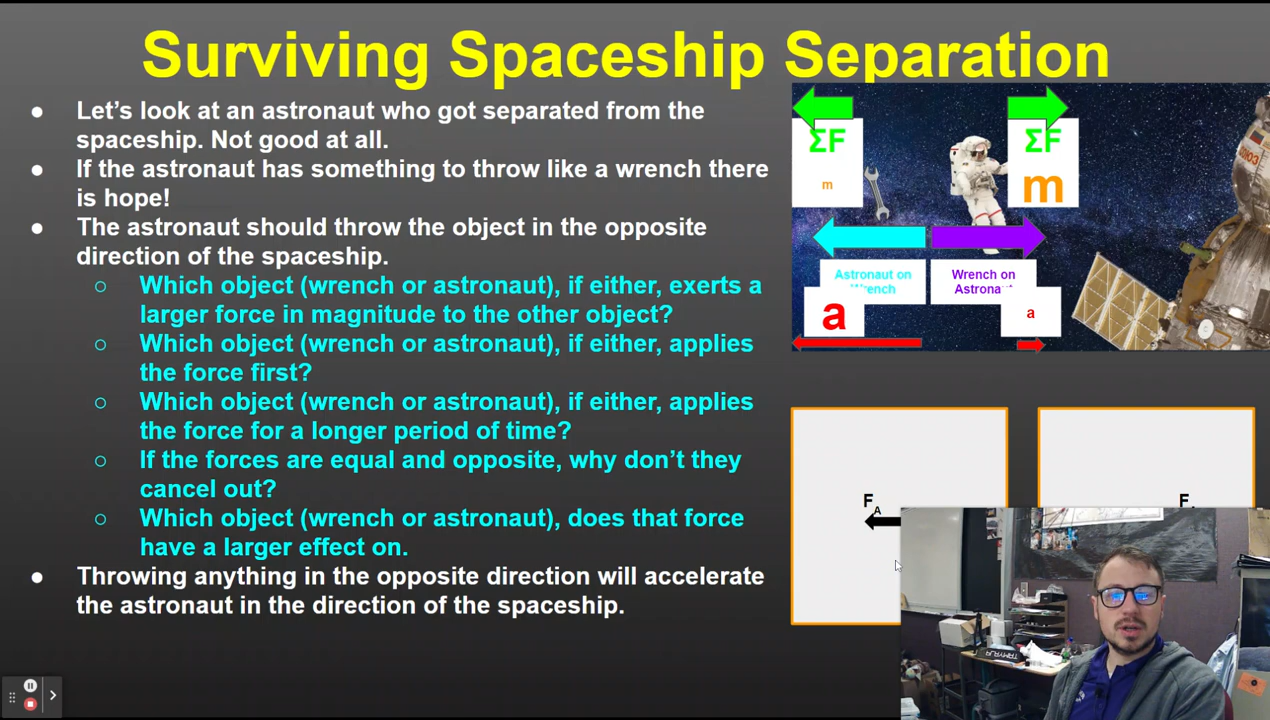 Surviving Spaceship Separation
● Let's look at an astronaut who got separated from the
spaceship. Not good at all.
● If the astronaut has something to throw like a wrench there
is hope!
● The astronaut should throw the object in the opposite
direction of the spaceship.
○ Which object (wrench or astronaut), if either, exerts a
larger force in magnitude to the other object?
○ Which object (wrench or astronaut), if either, applies
the force first?
○ Which object (wrench or astronaut), if either, applies
the force for a longer period of time?
○ If the forces are equal and opposite, why don't they
cancel out?
○ Which object (wrench or astronaut), does that force
have a larger effect on.
● Throwing anything in the opposite direction will accelerate
the astronaut in the direction of the spaceship.
ΣF
m
ΣF
m
Astronaut on
Wrench
Wrench on
Astronaut
a
a
F_A
F